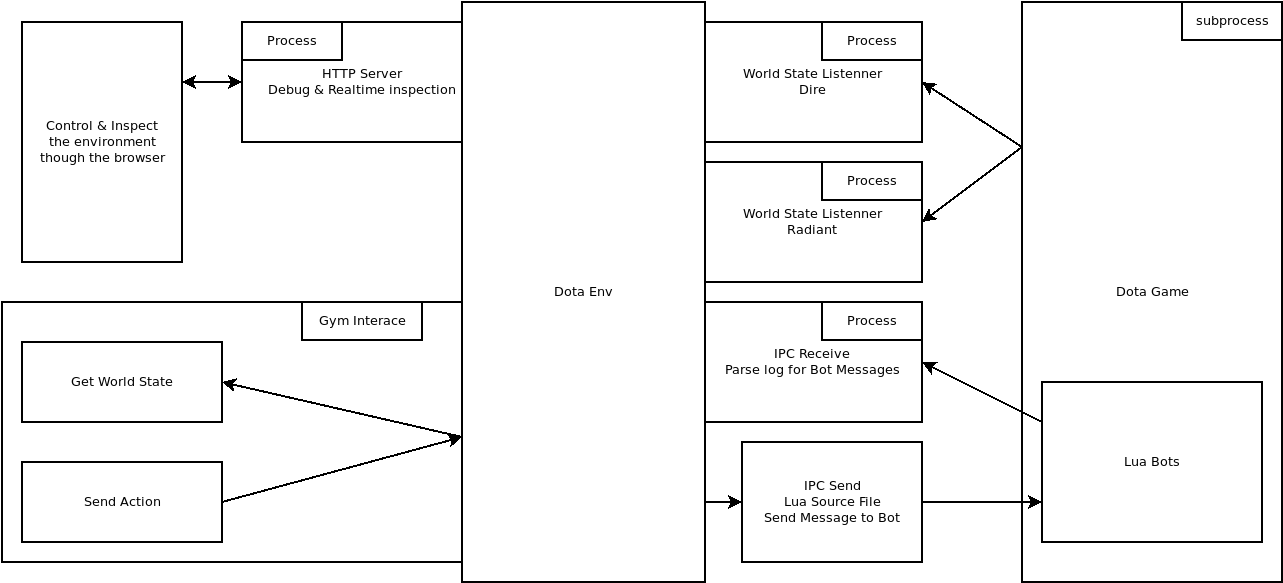 Control & Inspect
the environment
though the browser
Process
HTTP Server
Debug & Realtime inspection
Gym Interace
Get World State
Send Action
Dota Env
Process
World State Listenner
Dire
Process
World State Listenner
Radiant
Process
IPC Receive
Parse log for Bot Messages
IPC Send
Lua Source File
Send Message to Bot
subprocess
Dota Game
Lua Bots